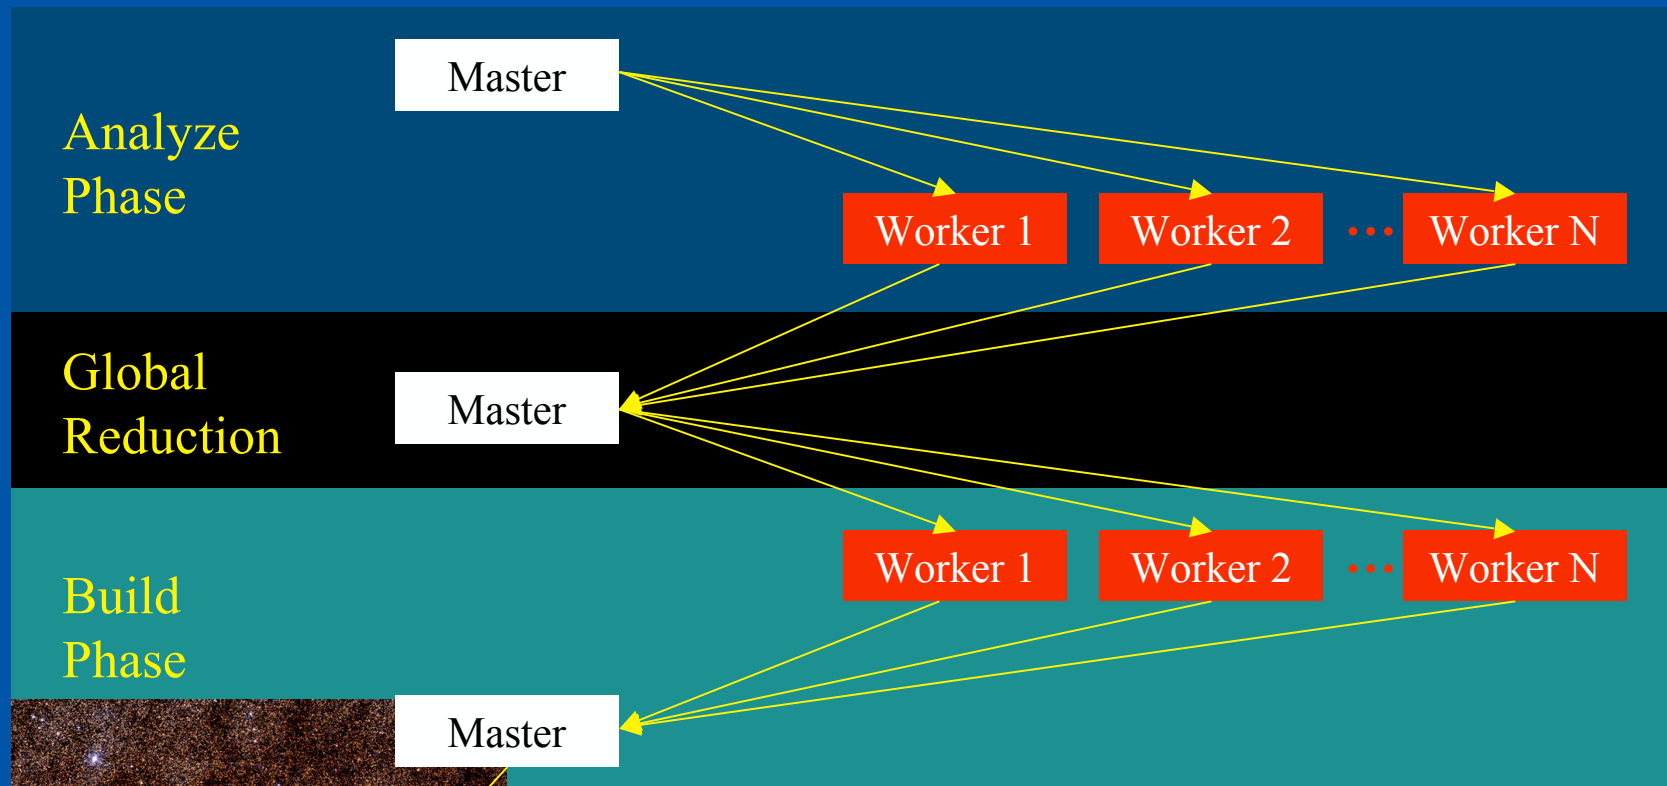 Master
Analyze
Phase
Worker 1
Worker 2
...
Worker N
Global
Reduction
Master
Worker 1
Worker 2
...
Worker N
Build
Phase
Master